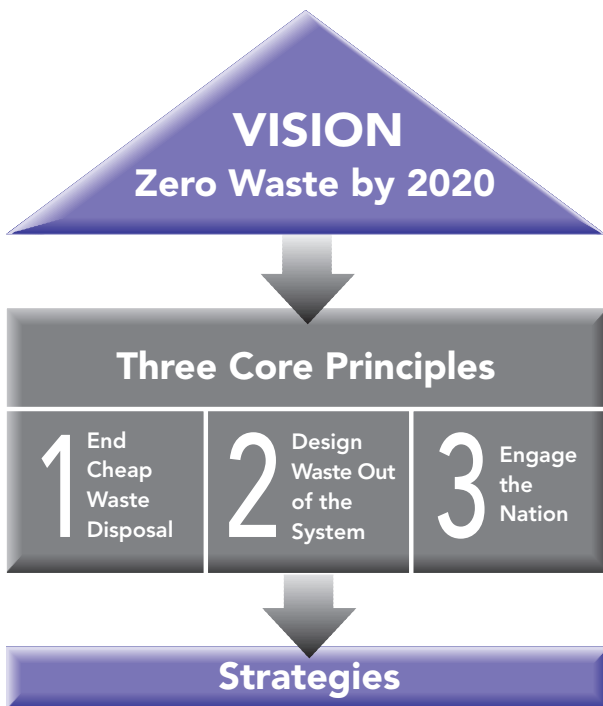 VISION
Zero Waste by 2020
Three Core Principles
1
End
Cheap
Waste
Disposal
2
Design
Waste Out
of the
System
3
Engage
the
Nation
Strategies